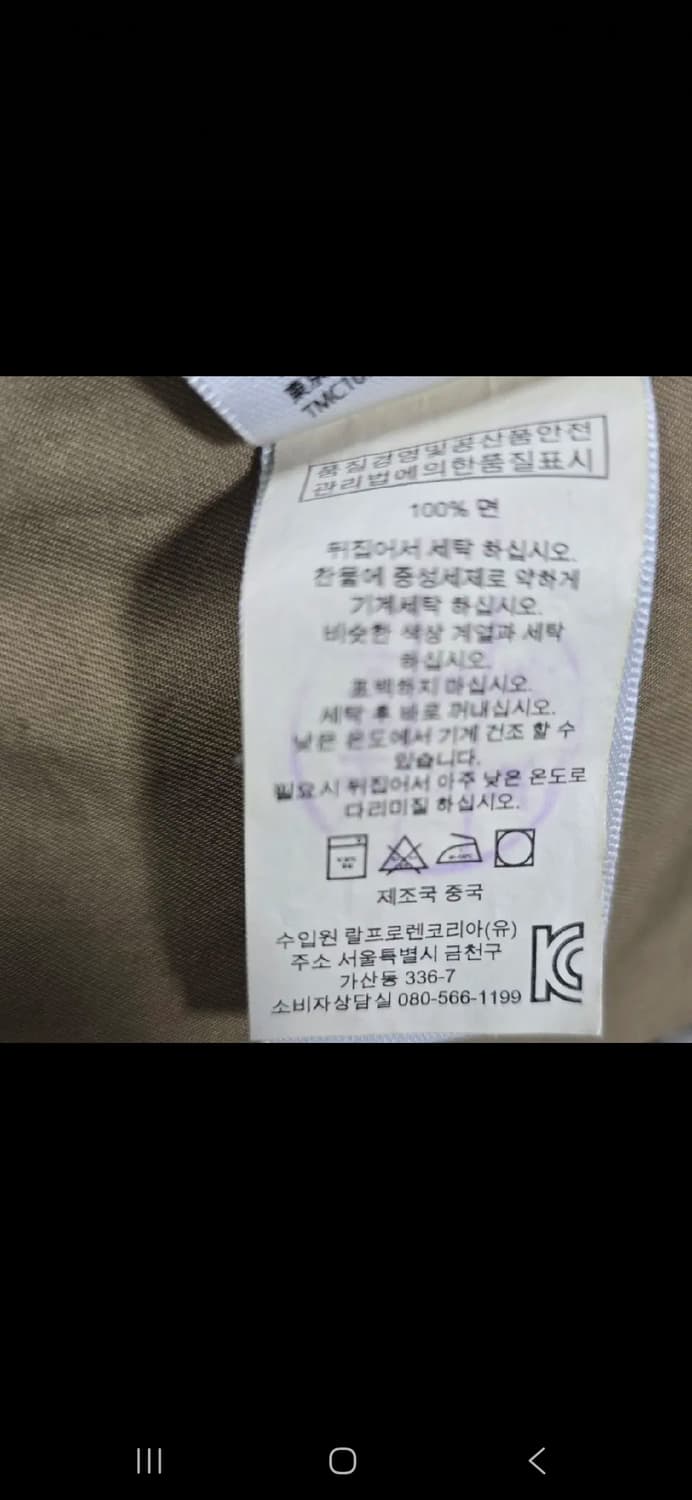 TMC10
품질경영및공산품안전
관리법에의한품질표시
100% 면
뒤집어서 세탁 하십시오.
찬물에 중성세제로 약하게
기계세탁 하십시오.
비슷한 색상 계열과 세탁
하십시오.
표백하지 마십시오.
세탁 후 바로 꺼내십시오.
낮은 온도에서 기계 건조 할 수
있습니다.
필요시 뒤집어서 아주 낮은 온도로
다리미질 하십시오.
제조국 중국
수입원 랄프로렌코리아(유)
주소 서울특별시 금천구
가산동 336-7
소비자상담실 080-566-1199